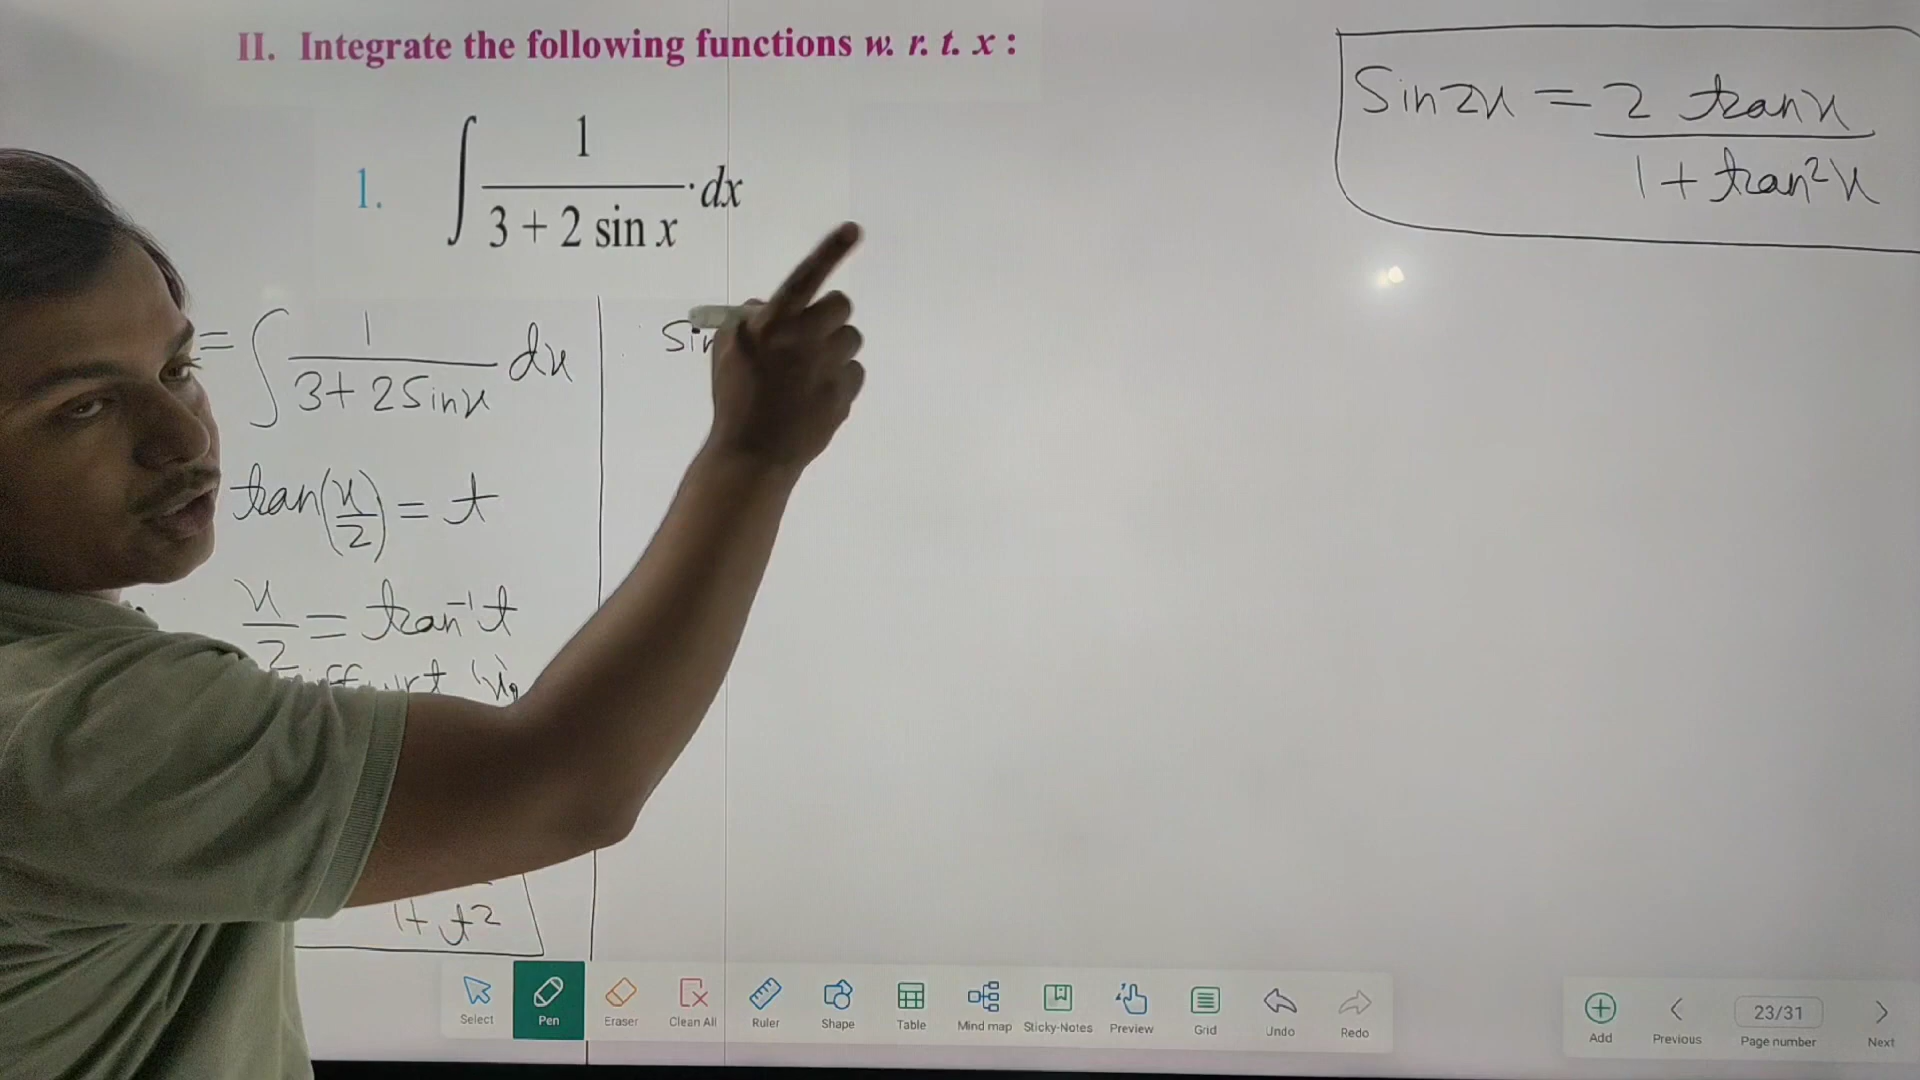 II. Integrate the following functions w. r. t. x :
1. ∫ 1 / (3 + 2 sin x) · dx
Sin2x = 2 tanx / (1 + tan²x)
= ∫ 1 / (3 + 2Sinx) dx
Sin
tan(x/2) = t
x/2 = tan⁻¹t
wrt 'x'
1 + t²
Select
Pen
Eraser
Clean All
Ruler
Shape
Table
Mind map
Sticky-Notes
Preview
Grid
Undo
Redo
Add
Previous
23/31
Page number
Next